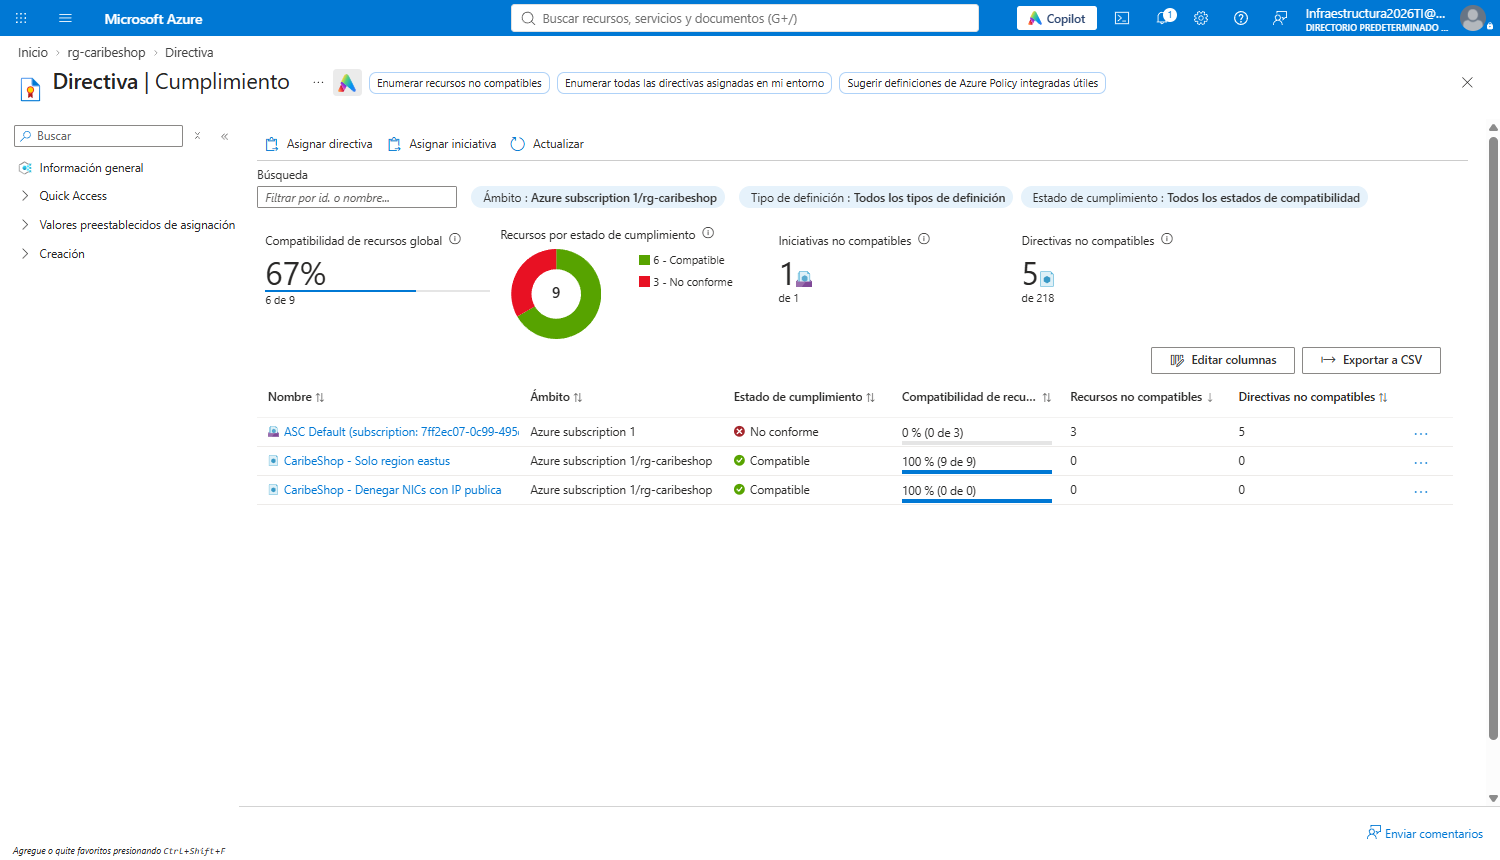 Microsoft Azure
Buscar recursos, servicios y documentos (G+/)
Copilot
1
Infraestructura2026TI@...
DIRECTORIO PREDETERMINADO ...
Inicio > rg-caribeshop > Directiva
Directiva | Cumplimiento
...
Enumerar recursos no compatibles
Enumerar todas las directivas asignadas en mi entorno
Sugerir definiciones de Azure Policy integradas útiles
Buscar
Información general
Quick Access
Valores preestablecidos de asignación
Creación
Asignar directiva
Asignar iniciativa
Actualizar
Búsqueda
Filtrar por id. o nombre...
Ámbito : Azure subscription 1/rg-caribeshop
Tipo de definición : Todos los tipos de definición
Estado de cumplimiento : Todos los estados de compatibilidad
Compatibilidad de recursos global
67%
6 de 9
Recursos por estado de cumplimiento
9
6 - Compatible
3 - No conforme
Iniciativas no compatibles
1
de 1
Directivas no compatibles
5
de 218
Editar columnas
Exportar a CSV
Nombre Ámbito Estado de cumplimiento Compatibilidad de recu... Recursos no compatibles Directivas no compatibles
ASC Default (subscription: 7ff2ec07-0c99-495 Azure subscription 1 No conforme 0 % (0 de 3) 3 5 ...
CaribeShop - Solo region eastus Azure subscription 1/rg-caribeshop Compatible 100 % (9 de 9) 0 0 ...
CaribeShop - Denegar NICs con IP publica Azure subscription 1/rg-caribeshop Compatible 100 % (0 de 0) 0 0 ...
Enviar comentarios
Agregue o quite favoritos presionando Ctrl+Shift+F